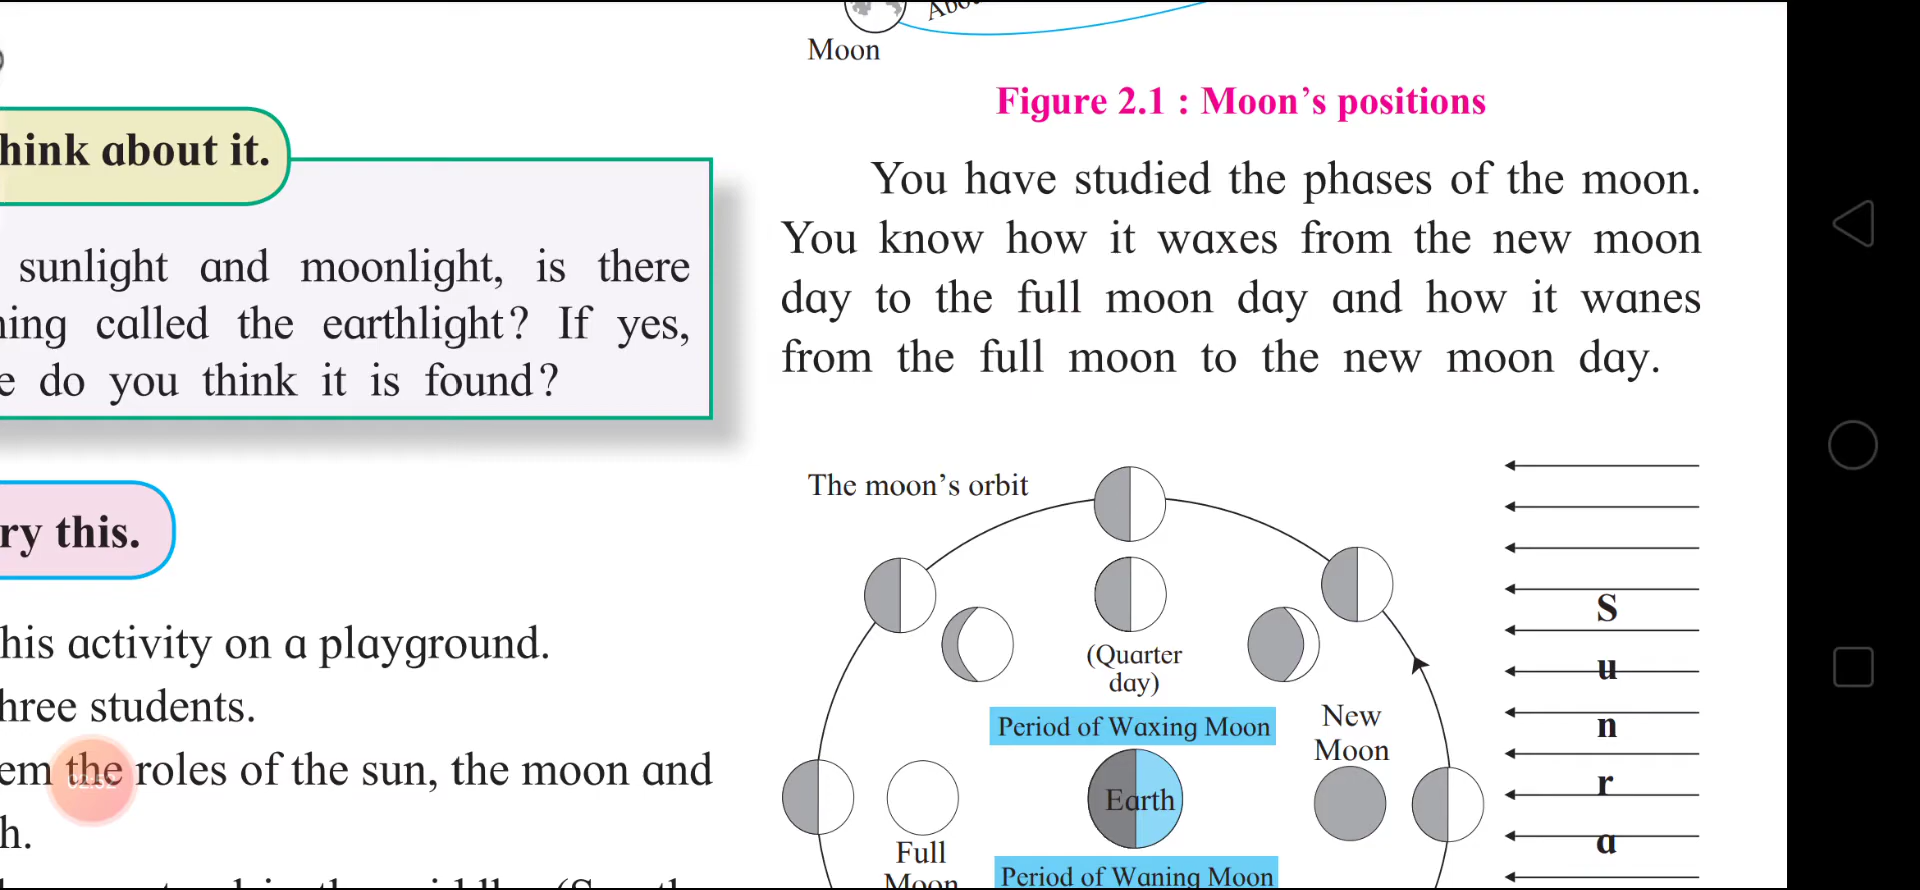 hink about it.
sunlight and moonlight, is there
ing called the earthlight? If yes,
e do you think it is found?
ry this.
his activity on a playground.
hree students.
em the roles of the sun, the moon and
h.
02:52
Moon
Figure 2.1 : Moon's positions
You have studied the phases of the moon.
You know how it waxes from the new moon
day to the full moon day and how it wanes
from the full moon to the new moon day.
The moon's orbit
(Quarter
day)
Period of Waxing Moon
New
Moon
Earth
Full
Moon
Period of Waning Moon
S
u
n
r
a